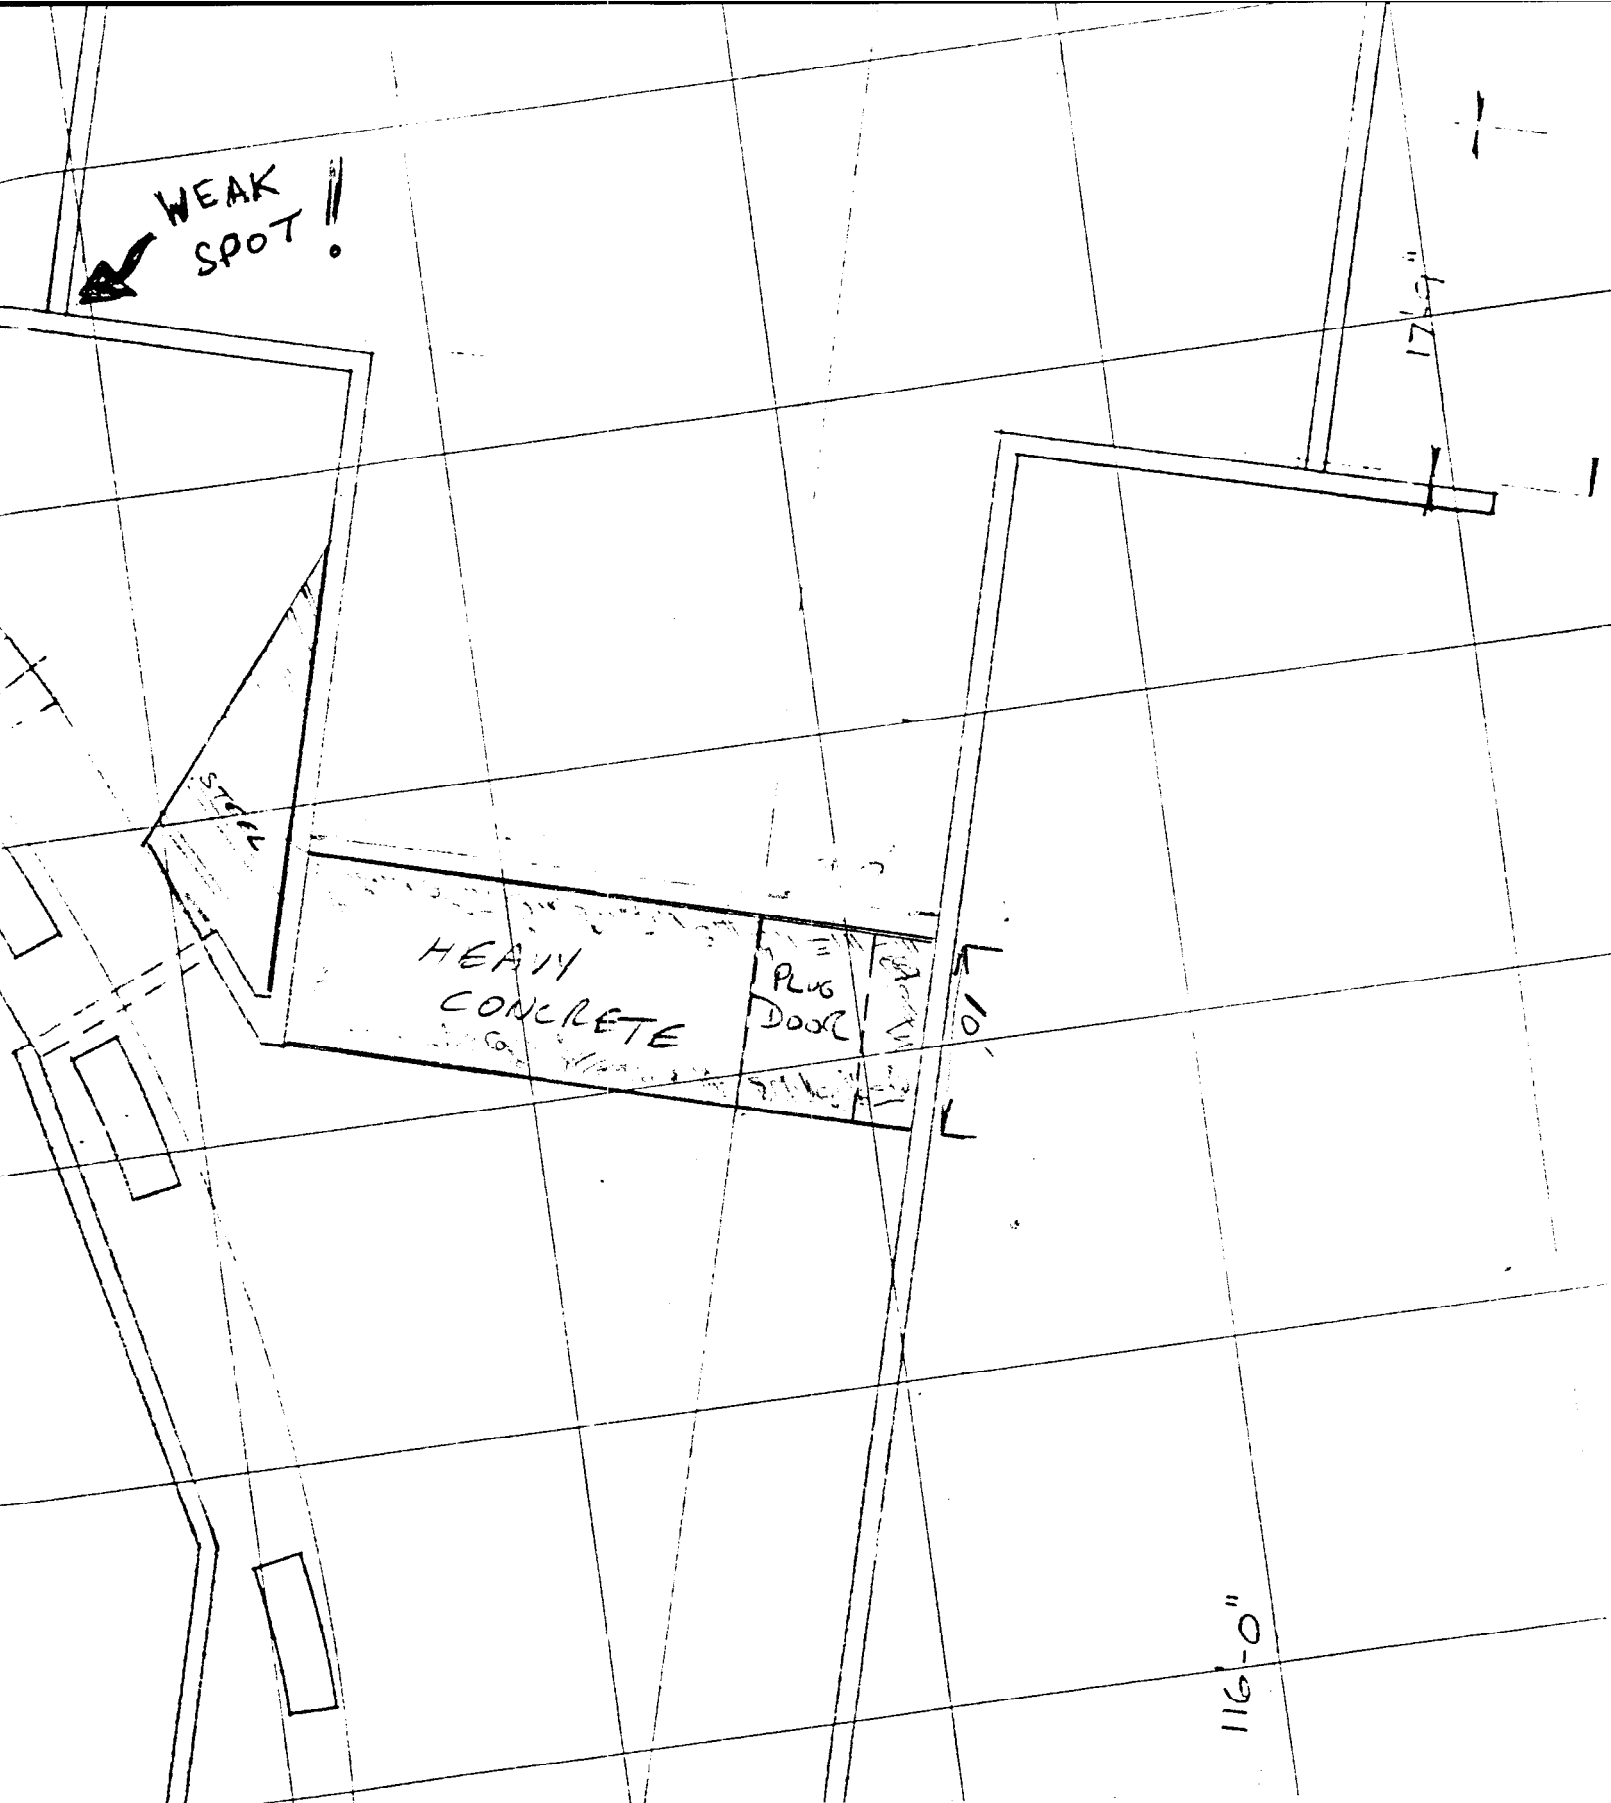 WEAK
SPOT!
17'-9"
STEEL
HEAVY
CONCRETE
PLUG
DOOR
10'
116'-0"